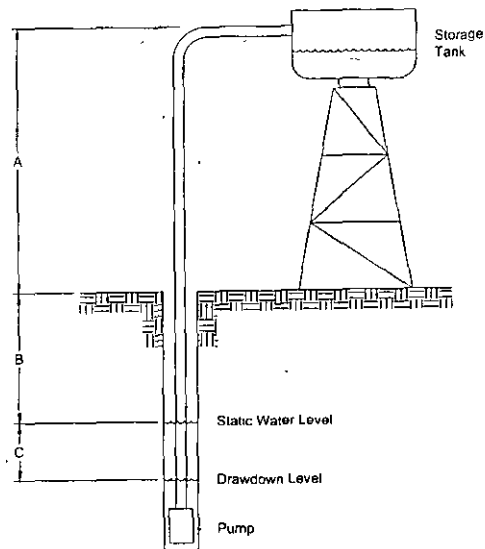 Storage
Tank
A
B
Static Water Level
C
Drawdown Level
Pump